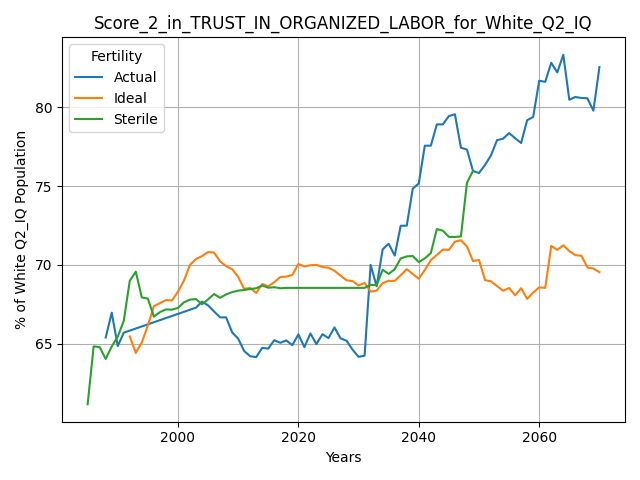 Score_2_in_TRUST_IN_ORGANIZED_LABOR_for_White_Q2_IQ
Fertility
Actual
Ideal
Sterile
% of White Q2_IQ Population
80
75
70
65
2000
2020
2040
2060
Years